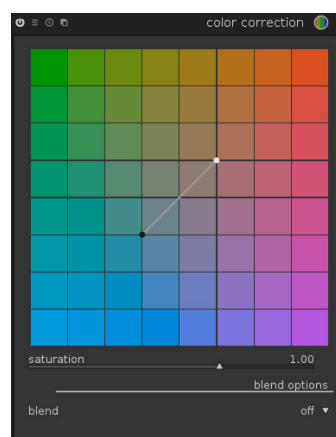 color correction
saturation 1.00
blend options
blend off